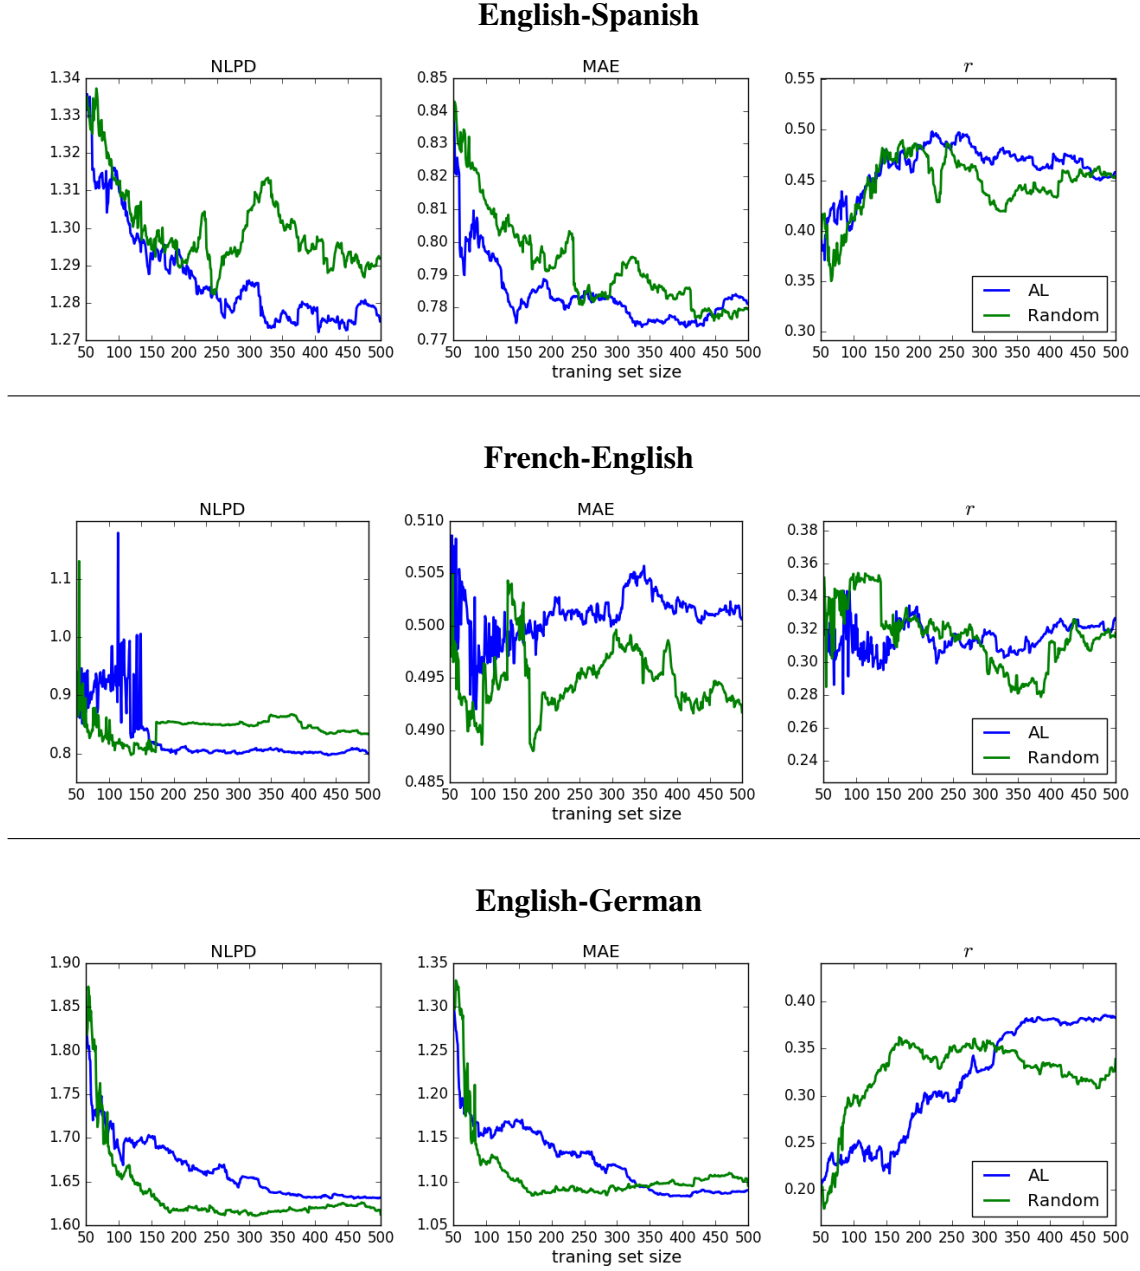 English-Spanish
NLPD
MAE
r
1.34
1.33
1.32
1.31
1.30
1.29
1.28
1.27
50 100 150 200 250 300 350 400 450 500
0.85
0.84
0.83
0.82
0.81
0.80
0.79
0.78
0.77
50 100 150 200 250 300 350 400 450 500
traning set size
0.55
0.50
0.45
0.40
0.35
0.30
AL
Random
50 100 150 200 250 300 350 400 450 500
French-English
NLPD
MAE
r
1.1
1.0
0.9
0.8
50 100 150 200 250 300 350 400 450 500
0.510
0.505
0.500
0.495
0.490
0.485
50 100 150 200 250 300 350 400 450 500
traning set size
0.38
0.36
0.34
0.32
0.30
0.28
0.26
0.24
AL
Random
50 100 150 200 250 300 350 400 450 500
English-German
NLPD
MAE
r
1.90
1.85
1.80
1.75
1.70
1.65
1.60
50 100 150 200 250 300 350 400 450 500
1.35
1.30
1.25
1.20
1.15
1.10
1.05
50 100 150 200 250 300 350 400 450 500
traning set size
0.40
0.35
0.30
0.25
0.20
AL
Random
50 100 150 200 250 300 350 400 450 500